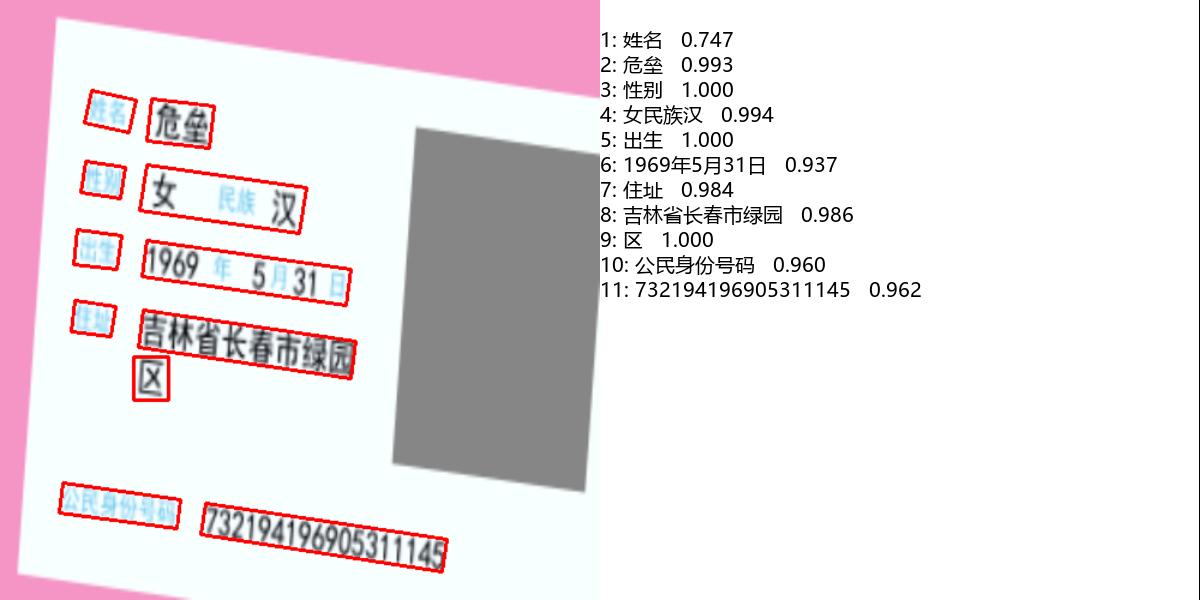 姓名 危垒
性别 女 民族 汉
出生 1969 年 5 月 31 日
住址 吉林省长春市绿园
区
公民身份号码 732194196905311145
1: 姓名 0.747
2: 危垒 0.993
3: 性别 1.000
4: 女民族汉 0.994
5: 出生 1.000
6: 1969年5月31日 0.937
7: 住址 0.984
8: 吉林省长春市绿园 0.986
9: 区 1.000
10: 公民身份号码 0.960
11: 732194196905311145 0.962